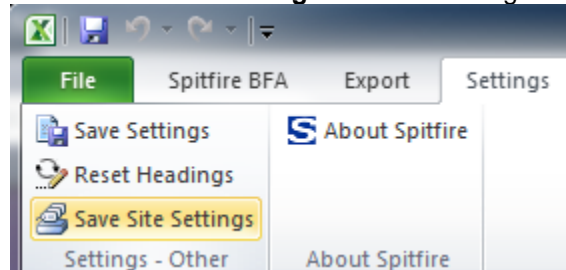 File Spitfire BFA Export Settings
Save Settings About Spitfire
Reset Headings
Save Site Settings
Settings - Other About Spitfire